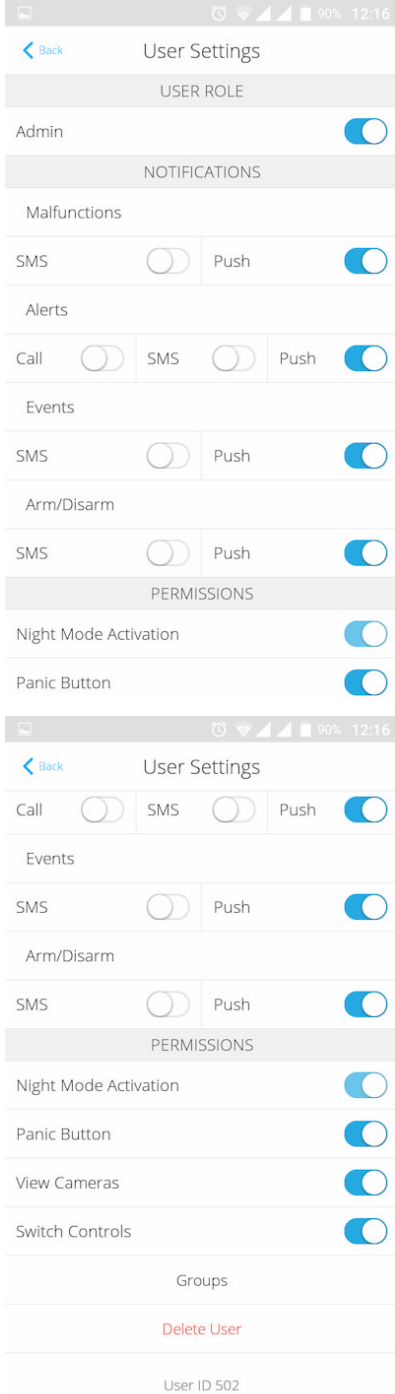 90% 12:16
Back User Settings
USER ROLE
Admin
NOTIFICATIONS
Malfunctions
SMS Push
Alerts
Call SMS Push
Events
SMS Push
Arm/Disarm
SMS Push
PERMISSIONS
Night Mode Activation
Panic Button
90% 12:16
Back User Settings
Call SMS Push
Events
SMS Push
Arm/Disarm
SMS Push
PERMISSIONS
Night Mode Activation
Panic Button
View Cameras
Switch Controls
Groups
Delete User
User ID 502